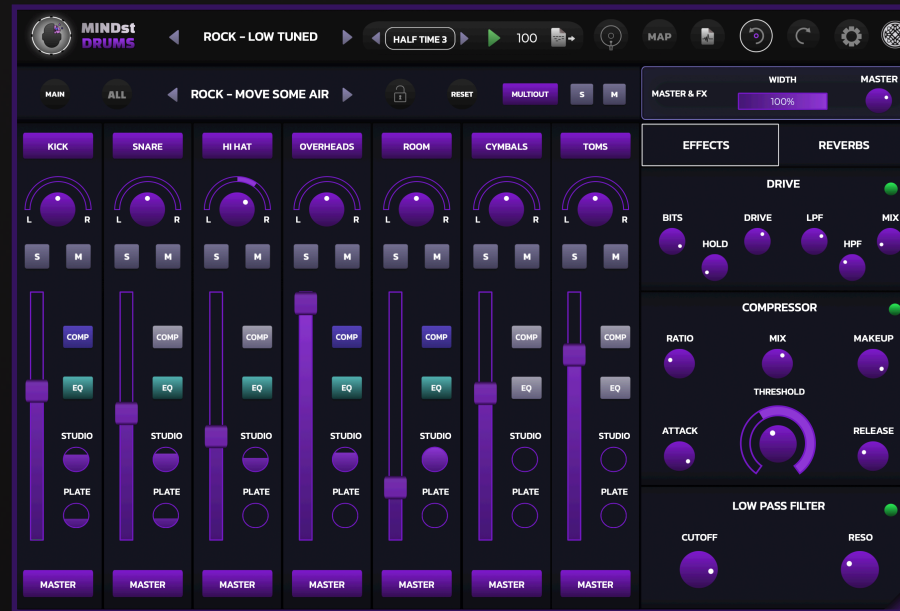 MINDst
DRUMS
ROCK - LOW TUNED
HALF TIME 3
100
MAP
MAIN
ALL
ROCK - MOVE SOME AIR
RESET
MULTIOUT
S
M
MASTER & FX
WIDTH
100%
MASTER
KICK
SNARE
HI HAT
OVERHEADS
ROOM
CYMBALS
TOMS
EFFECTS
REVERBS
L R
L R
L R
L R
L R
L R
L R
S M
S M
S M
S M
S M
S M
S M
COMP
COMP
COMP
COMP
COMP
COMP
COMP
EQ
EQ
EQ
EQ
EQ
EQ
EQ
STUDIO
STUDIO
STUDIO
STUDIO
STUDIO
STUDIO
STUDIO
PLATE
PLATE
PLATE
PLATE
PLATE
PLATE
PLATE
MASTER
MASTER
MASTER
MASTER
MASTER
MASTER
MASTER
DRIVE
BITS
HOLD
DRIVE
LPF
HPF
MIX
COMPRESSOR
RATIO
MIX
MAKEUP
THRESHOLD
ATTACK
RELEASE
LOW PASS FILTER
CUTOFF
RESO